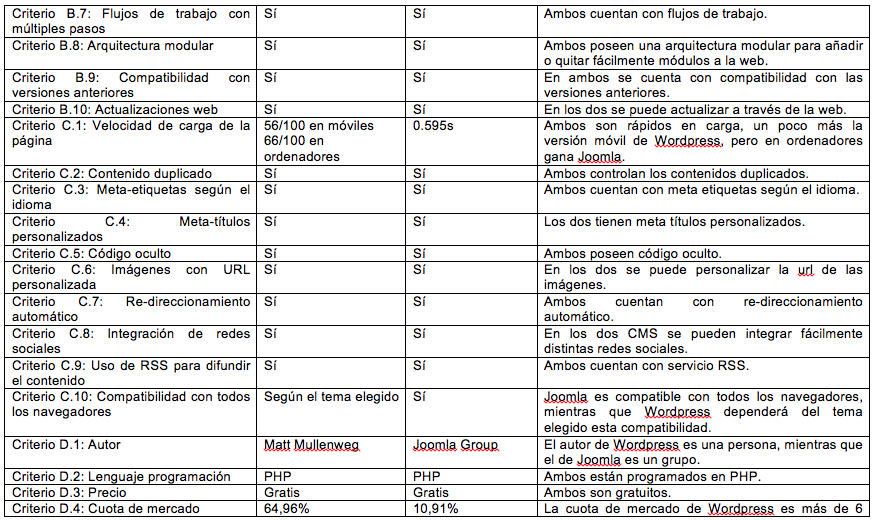 Criterio B.7: Flujos de trabajo con múltiples pasos | Sí | Sí | Ambos cuentan con flujos de trabajo.
Criterio B.8: Arquitectura modular | Sí | Sí | Ambos poseen una arquitectura modular para añadir o quitar fácilmente módulos a la web.
Criterio B.9: Compatibilidad con versiones anteriores | Sí | Sí | En ambos se cuenta con compatibilidad con las versiones anteriores.
Criterio B.10: Actualizaciones web | Sí | Sí | En los dos se puede actualizar a través de la web.
Criterio C.1: Velocidad de carga de la página | 56/100 en móviles 66/100 en ordenadores | 0.595s | Ambos son rápidos en carga, un poco más la versión móvil de Wordpress, pero en ordenadores gana Joomla.
Criterio C.2: Contenido duplicado | Sí | Sí | Ambos controlan los contenidos duplicados.
Criterio C.3: Meta-etiquetas según el idioma | Sí | Sí | Ambos cuentan con meta etiquetas según el idioma.
Criterio C.4: Meta-títulos personalizados | Sí | Sí | Los dos tienen meta títulos personalizados.
Criterio C.5: Código oculto | Sí | Sí | Ambos poseen código oculto.
Criterio C.6: Imágenes con URL personalizada | Sí | Sí | En los dos se puede personalizar la url de las imágenes.
Criterio C.7: Re-direccionamiento automático | Sí | Sí | Ambos cuentan con re-direccionamiento automático.
Criterio C.8: Integración de redes sociales | Sí | Sí | En los dos CMS se pueden integrar fácilmente distintas redes sociales.
Criterio C.9: Uso de RSS para difundir el contenido | Sí | Sí | Ambos cuentan con servicio RSS.
Criterio C.10: Compatibilidad con todos los navegadores | Según el tema elegido | Sí | Joomla es compatible con todos los navegadores, mientras que Wordpress dependerá del tema elegido esta compatibilidad.
Criterio D.1: Autor | Matt Mullenweg | Joomla Group | El autor de Wordpress es una persona, mientras que el de Joomla es un grupo.
Criterio D.2: Lenguaje programación | PHP | PHP | Ambos están programados en PHP.
Criterio D.3: Precio | Gratis | Gratis | Ambos son gratuitos.
Criterio D.4: Cuota de mercado | 64,96% | 10,91% | La cuota de mercado de Wordpress es más de 6